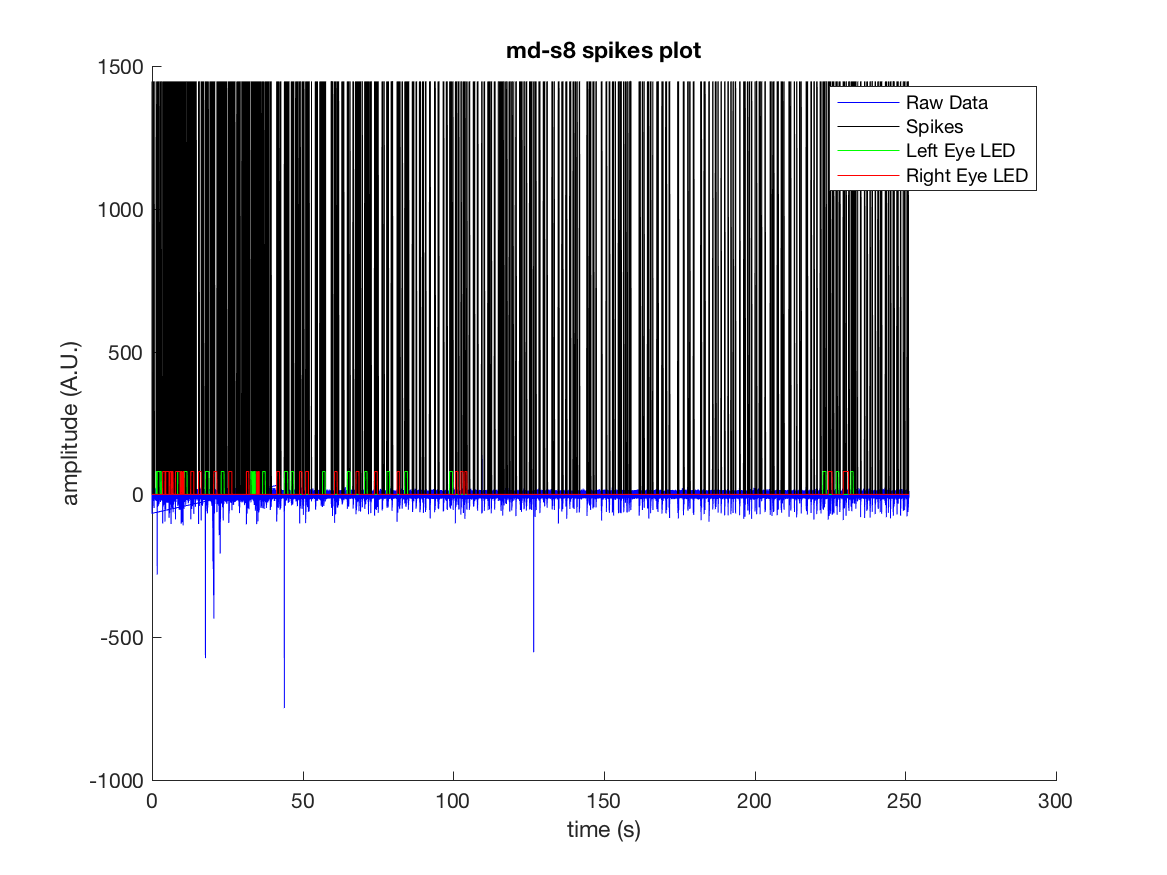 md-s8 spikes plot
1500
1000
500
0
-500
-1000
amplitude (A.U.)
Raw Data
Spikes
Left Eye LED
Right Eye LED
0 50 100 150 200 250 300
time (s)